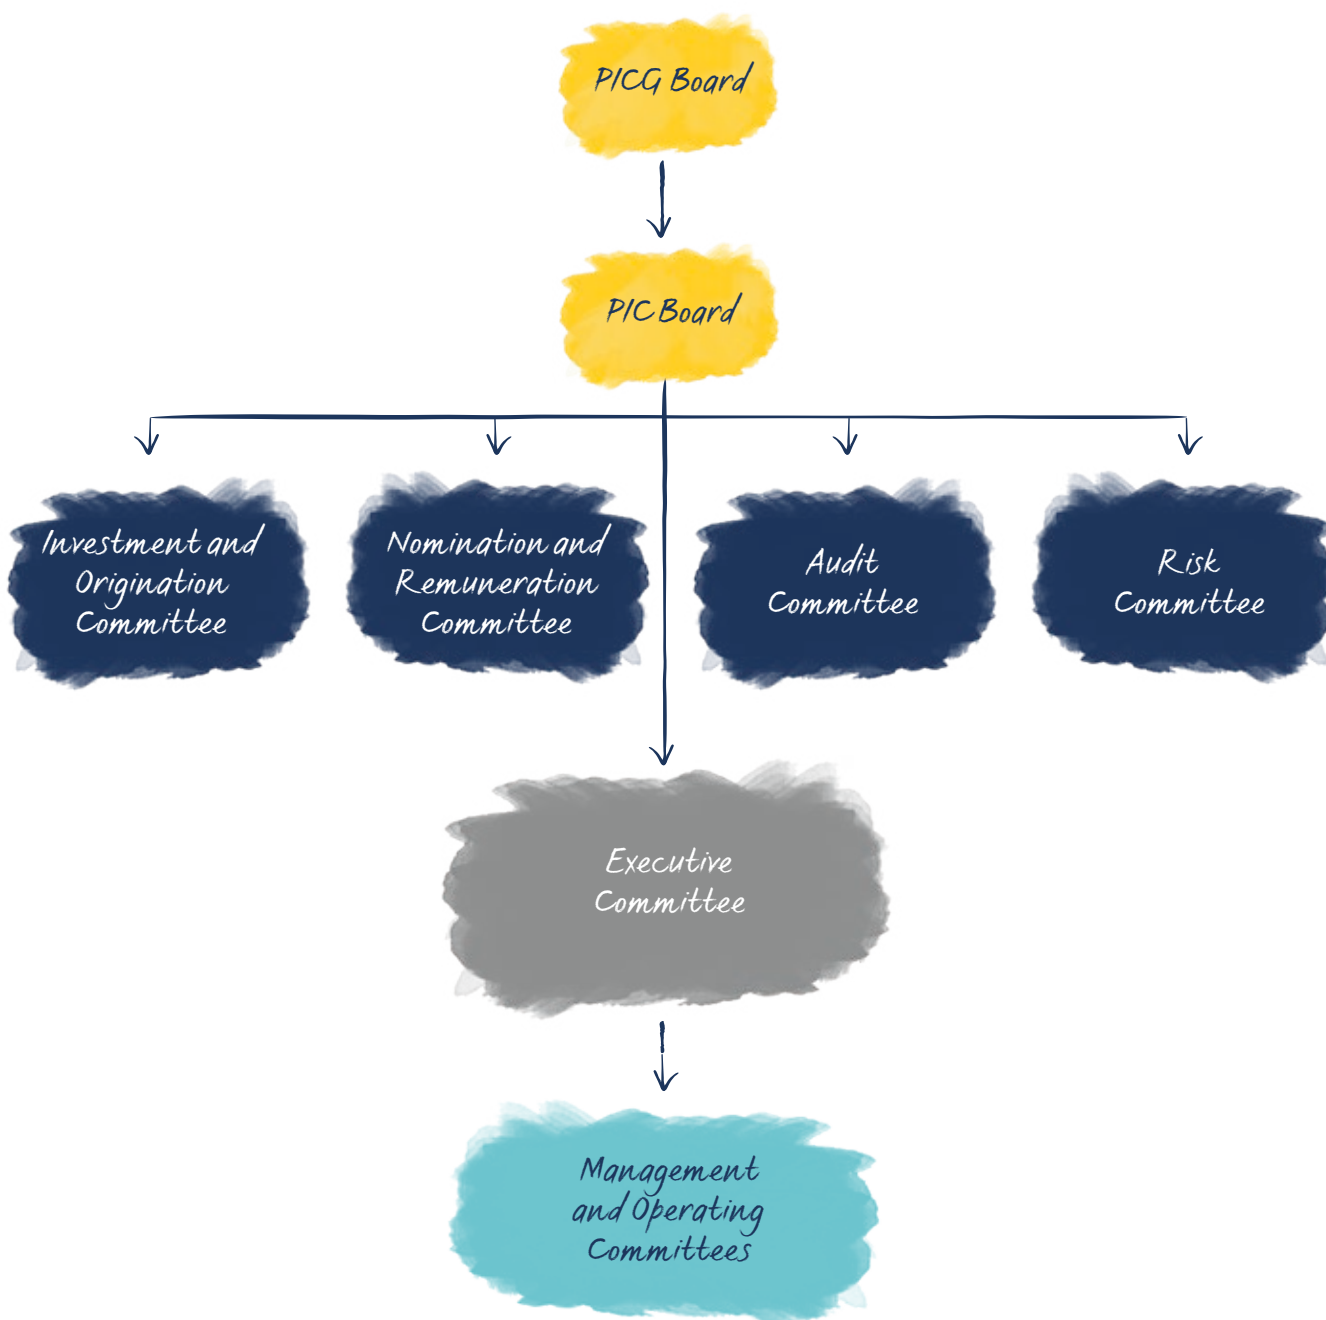 PICG Board
PIC Board
Investment and
Origination
Committee
Nomination and
Remuneration
Committee
Audit
Committee
Risk
Committee
Executive
Committee
Management
and Operating
Committees